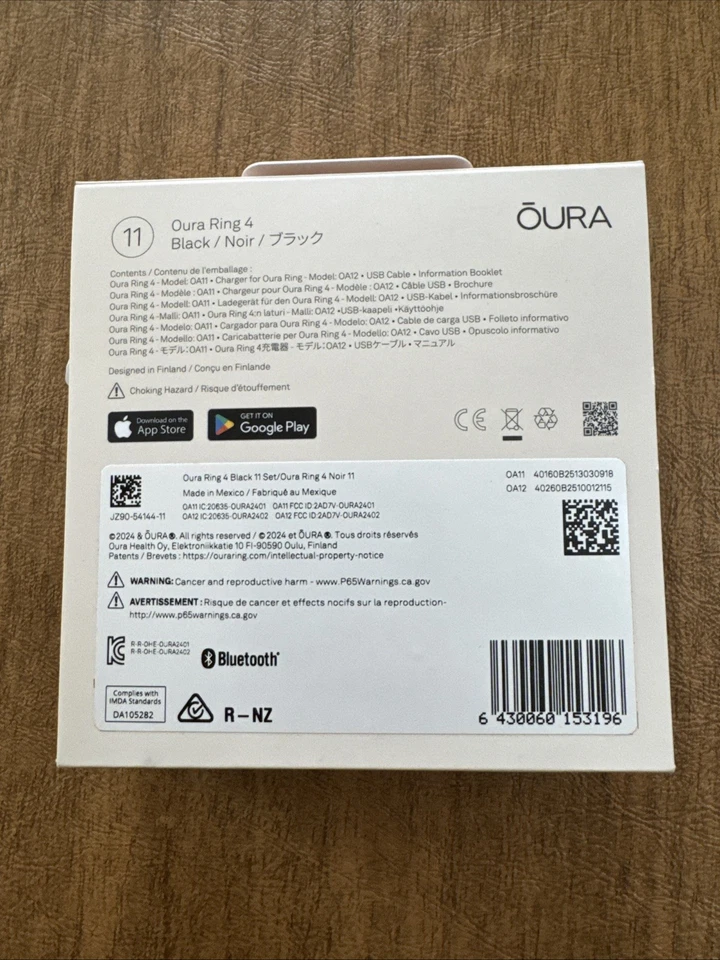 11
Oura Ring 4
Black / Noir / ブラック
ŌURA
Contents / Contenu de l'emballage :
Oura Ring 4 - Model: OA11 • Charger for Oura Ring - Model: OA12 • USB Cable • Information Booklet
Oura Ring 4 - Modèle : OA11 • Chargeur pour Oura Ring 4 - Modèle : OA12 • Câble USB • Brochure
Oura Ring 4 - Modell: OA11 • Ladegerät für den Oura Ring 4 - Modell: OA12 • USB-Kabel • Informationsbroschüre
Oura Ring 4 -Malli: OA11 • Oura Ring 4:n laturi - Malli: OA12 •USB-kaapeli • Käyttöohje
Oura Ring 4 - Modelo: OA11 • Cargador para Oura Ring 4 - Modelo: OA12 • Cable de carga USB • Folleto informativo
Oura Ring 4 - Modello: OA11 • Caricabatterie per Oura Ring 4 - Modello: OA12 • Cavo USB • Opuscolo informativo
Oura Ring 4 - モデル:OA11 • Oura Ring 4充電器 - モデル:OA12 • USBケーブル • マニュアル
Designed in Finland / Conçu en Finlande
Choking Hazard / Risque d'étouffement
Download on the
App Store
GET IT ON
Google Play
CE
JZ90-54144-11
Oura Ring 4 Black 11 Set/Oura Ring 4 Noir 11
Made in Mexico / Fabriqué au Mexique
OA11 IC:20635-OURA2401 OA11 FCC ID:2AD7V-OURA2401
OA12 IC:20635-OURA2402 OA12 FCC ID:2AD7V-OURA2402
OA11 40160B2513030918
OA12 40260B2510012115
©2024 & ŌURA®. All rights reserved / © 2024 et ŌURA®. Tous droits réservés
Oura Health Oy, Elektroniikkatie 10 FI-90590 Oulu, Finland
Patents / Brevets : https://ouraring.com/intellectual-property-notice
WARNING: Cancer and reproductive harm - www.P65Warnings.ca.gov
AVERTISSEMENT : Risque de cancer et effects nocifs sur la reproduction-
http://www.p65warnings.ca.gov
R-R-OHE-OURA2401
R-R-OHE-OURA2402
Bluetooth®
Complies with
IMDA Standards
DA105282
R-NZ
6 430060 153196